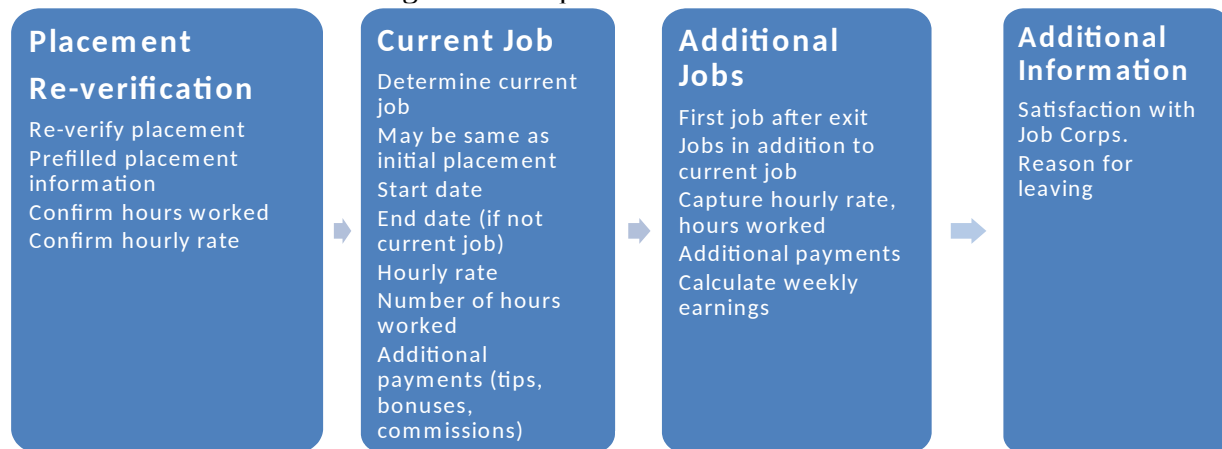 Placement
Re-verification
Re-verify placement
Prefilled placement
information
Confirm hours worked
Confirm hourly rate
Current Job
Determine current
job
May be same as
initial placement
Start date
End date (if not
current job)
Hourly rate
Number of hours
worked
Additional
payments (tips,
bonuses,
commissions)
Additional
Jobs
First job after exit
Jobs in addition to
current job
Capture hourly rate,
hours worked
Additional payments
Calculate weekly
earnings
Additional
Information
Satisfaction with
Job Corps.
Reason for
leaving